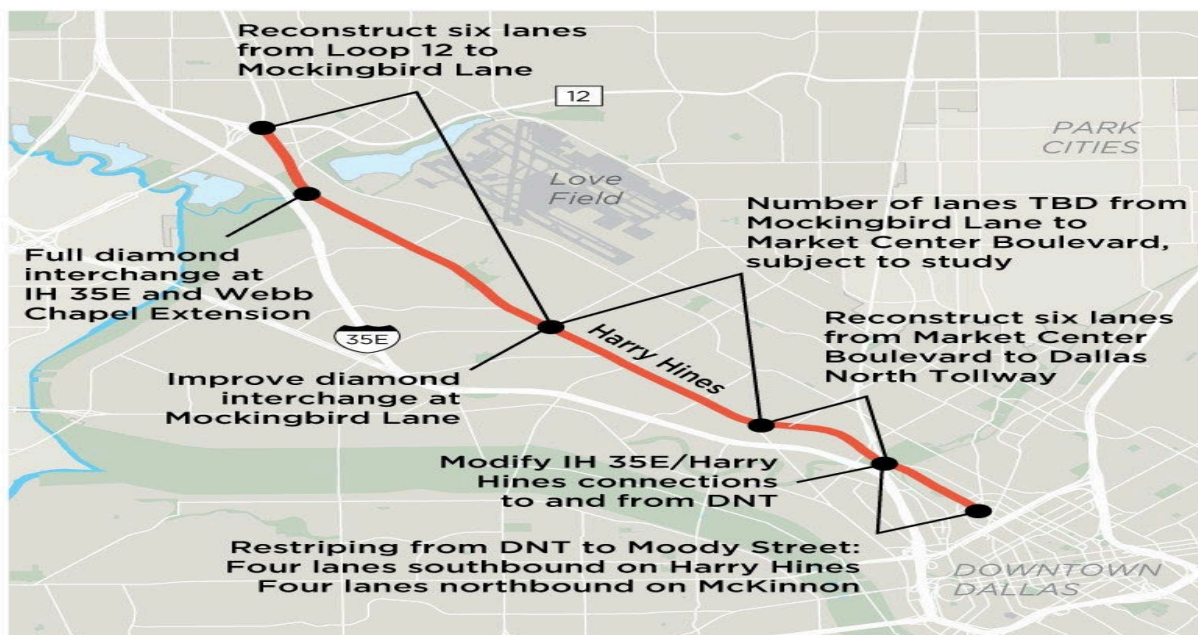 Reconstruct six lanes
from Loop 12 to
Mockingbird Lane
12
PARK
CITIES
Love
Field
Number of lanes TBD from
Mockingbird Lane to
Market Center Boulevard,
subject to study
Full diamond
interchange at
IH 35E and Webb
Chapel Extension
35E
Harry Hines
Reconstruct six lanes
from Market Center
Boulevard to Dallas
North Tollway
Improve diamond
interchange at
Mockingbird Lane
Modify IH 35E/Harry
Hines connections
to and from DNT
Restriping from DNT to Moody Street:
Four lanes southbound on Harry Hines
Four lanes northbound on McKinnon
DOWNTOWN
DALLAS